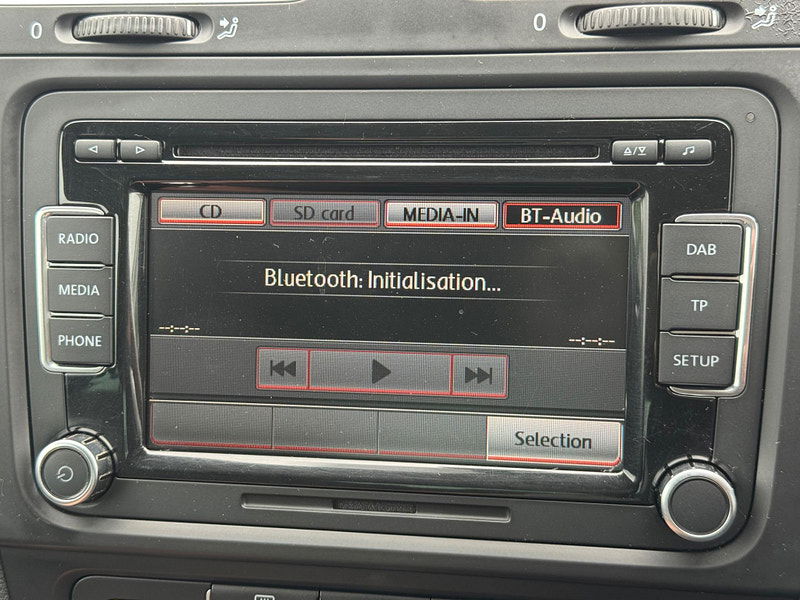 0
0
CD
SD card
MEDIA-IN
BT-Audio
RADIO
MEDIA
PHONE
DAB
TP
SETUP
Bluetooth: Initialisation...
--:--:--
--:--:--
Selection